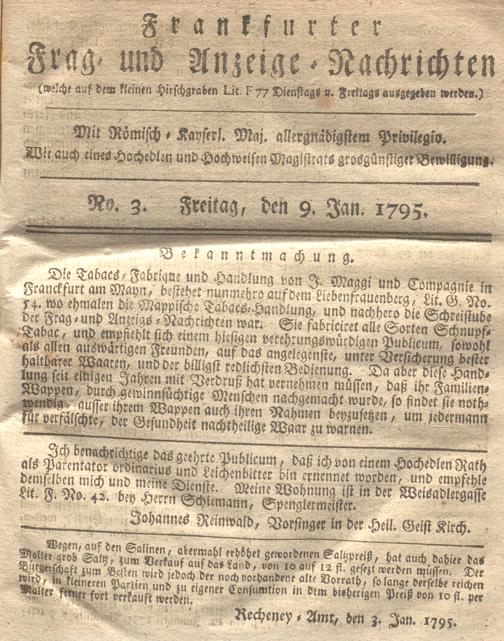 Frankfurter
Frag- und Anzeige-Nachrichten
(welche auf dem kleinen Hirschgraben Lit. F 77 Dienstags u. Freitags ausgegeben werden.)
Mit Römisch-Kayserl. Maj. allergnädigstem Privilegio.
Wie auch eines Hochedlen und Hochweisen Magistrats grosgünstiger Bewilligung.
No. 3. Freitag, den 9. Jan. 1795.
Bekanntmachung.
Die Tabacs-Fabrique und Handlung von J. Maggi und Compagnie in
Franckfurt am Mayn, bestehet nunmehro auf dem Liebenfrauenberg, Lit. G. No.
54. wo ehmalen die Mappische Tabacs-Handlung, und nachhero die Schreibstube
der Frag- und Anzeigs-Nachrichten war. Sie fabriciret alle Sorten Schnupf-
Tabac, und empfiehlt sich einem hiesigen verehrungswürdigen Publicum, sowohl
als allen auswärtigen Freunden, auf das angelegenste, unter Versicherung bester
haltbarer Waaren, und der billigst redlichsten Bedienung. Da aber diese Hand-
lung seit einigen Jahren mit Verdruß hat vernehmen müssen, daß ihr Familien-
Wappen, durch gewinnsüchtige Menschen nachgemacht wurde, so findet sie noth-
wendig, ausser ihrem Wappen auch ihren Nahmen beyzusetzen, um jedermann
für verfälschte, der Gesundheit nachtheilige Waar zu warnen.
Ich benachrichtige das geehrte Publicum, daß ich von einem Hochedlen Rath
als Parentator ordinarius und Leichenbitter bin ernennet worden, und empfehle
demselben mich und meine Dienste. Meine Wohnung ist in der Weisadlergasse
Lit. F. No. 42. bey Herrn Schiemann, Spenglermeister.
Johannes Reinwald, Vorsinger in der Heil. Geist Kirch.
Wegen, auf den Salinen, abermahl erhöhet gewordenen Saltzpreiß, hat auch dahier das
Malter grob Saltz, zum Verkauf auf das Land, von 10 auf 12 fl. gesezt werden müssen. Der
Bürgerschaft zum Besten wird jedoch der noch vorhandene alte Vorrath, so lange derselbe reichen
wird, in kleineren Partien und zu eigener Consumtion in dem bisherigen Preiß von 10 fl. per
Malter ferner fort verkauft werden.
Recheney-Amt, den 3. Jan. 1795.